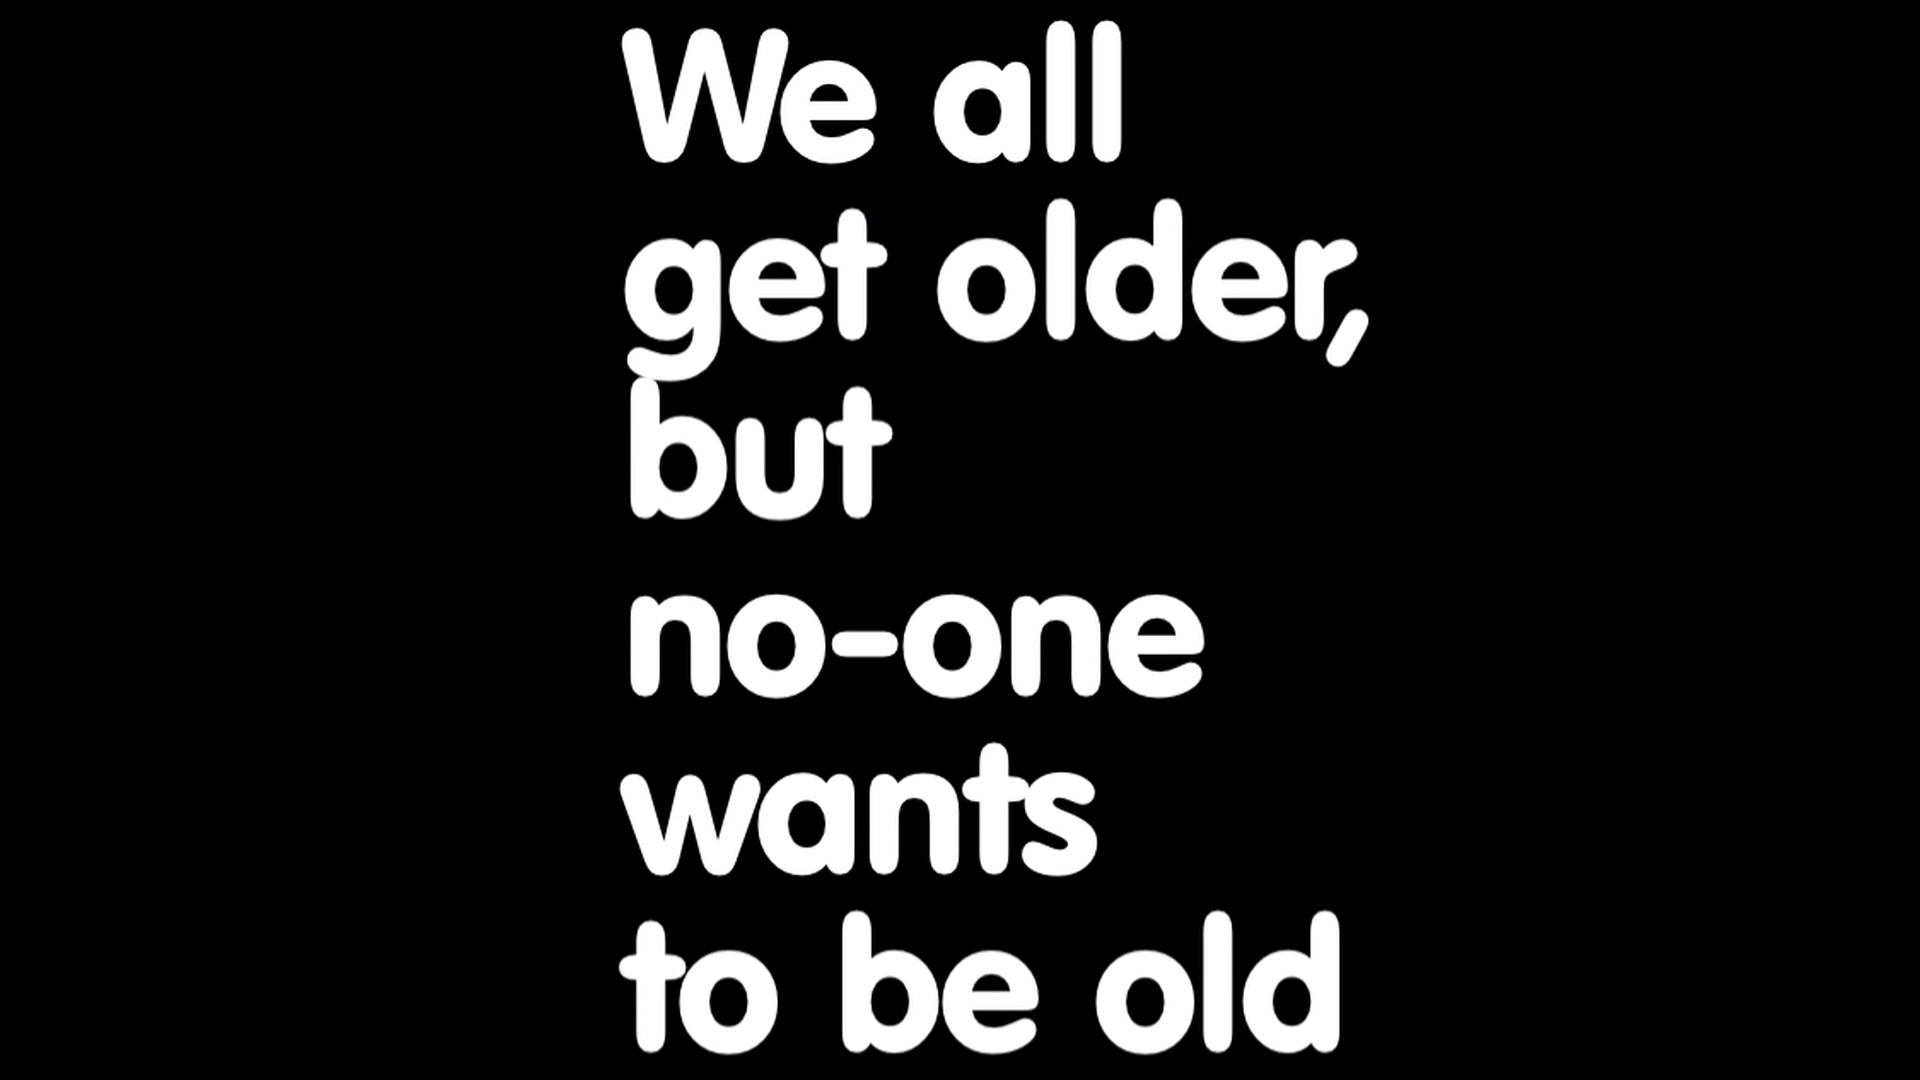 We all
get older,
but
no-one
wants
to be old